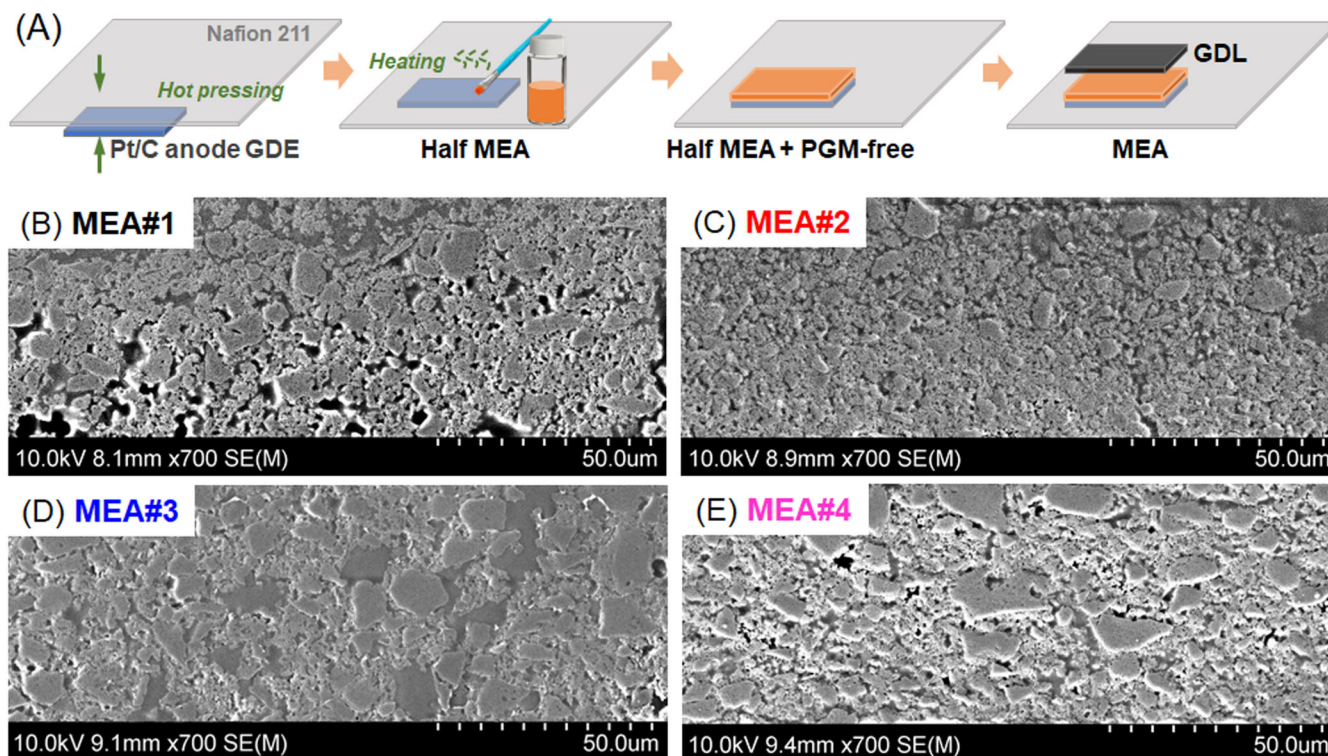 (A)
Nafion 211
Hot pressing
Pt/C anode GDE
Heating
Half MEA
Half MEA + PGM-free
GDL
MEA
(B) MEA#1
10.0kV 8.1mm x700 SE(M) 50.0um
(C) MEA#2
10.0kV 8.9mm x700 SE(M) 50.0um
(D) MEA#3
10.0kV 9.1mm x700 SE(M) 50.0um
(E) MEA#4
10.0kV 9.4mm x700 SE(M) 50.0um